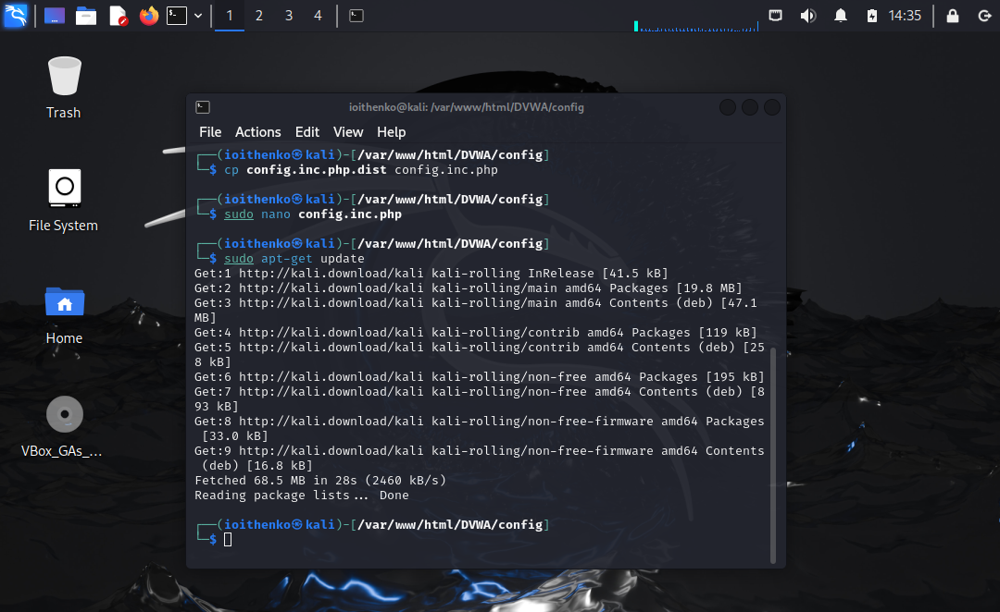 1 2 3 4 14:35
Trash
File System
Home
VBox_GAs_...
ioithenko@kali: /var/www/html/DVWA/config
File Actions Edit View Help
┌──(ioithenko㉿kali)-[/var/www/html/DVWA/config]
└─$ cp config.inc.php.dist config.inc.php
┌──(ioithenko㉿kali)-[/var/www/html/DVWA/config]
└─$ sudo nano config.inc.php
┌──(ioithenko㉿kali)-[/var/www/html/DVWA/config]
└─$ sudo apt-get update
Get:1 http://kali.download/kali kali-rolling InRelease [41.5 kB]
Get:2 http://kali.download/kali kali-rolling/main amd64 Packages [19.8 MB]
Get:3 http://kali.download/kali kali-rolling/main amd64 Contents (deb) [47.1
MB]
Get:4 http://kali.download/kali kali-rolling/contrib amd64 Packages [119 kB]
Get:5 http://kali.download/kali kali-rolling/contrib amd64 Contents (deb) [25
8 kB]
Get:6 http://kali.download/kali kali-rolling/non-free amd64 Packages [195 kB]
Get:7 http://kali.download/kali kali-rolling/non-free amd64 Contents (deb) [8
93 kB]
Get:8 http://kali.download/kali kali-rolling/non-free-firmware amd64 Packages
[33.0 kB]
Get:9 http://kali.download/kali kali-rolling/non-free-firmware amd64 Contents
(deb) [16.8 kB]
Fetched 68.5 MB in 28s (2460 kB/s)
Reading package lists... Done
┌──(ioithenko㉿kali)-[/var/www/html/DVWA/config]
└─$